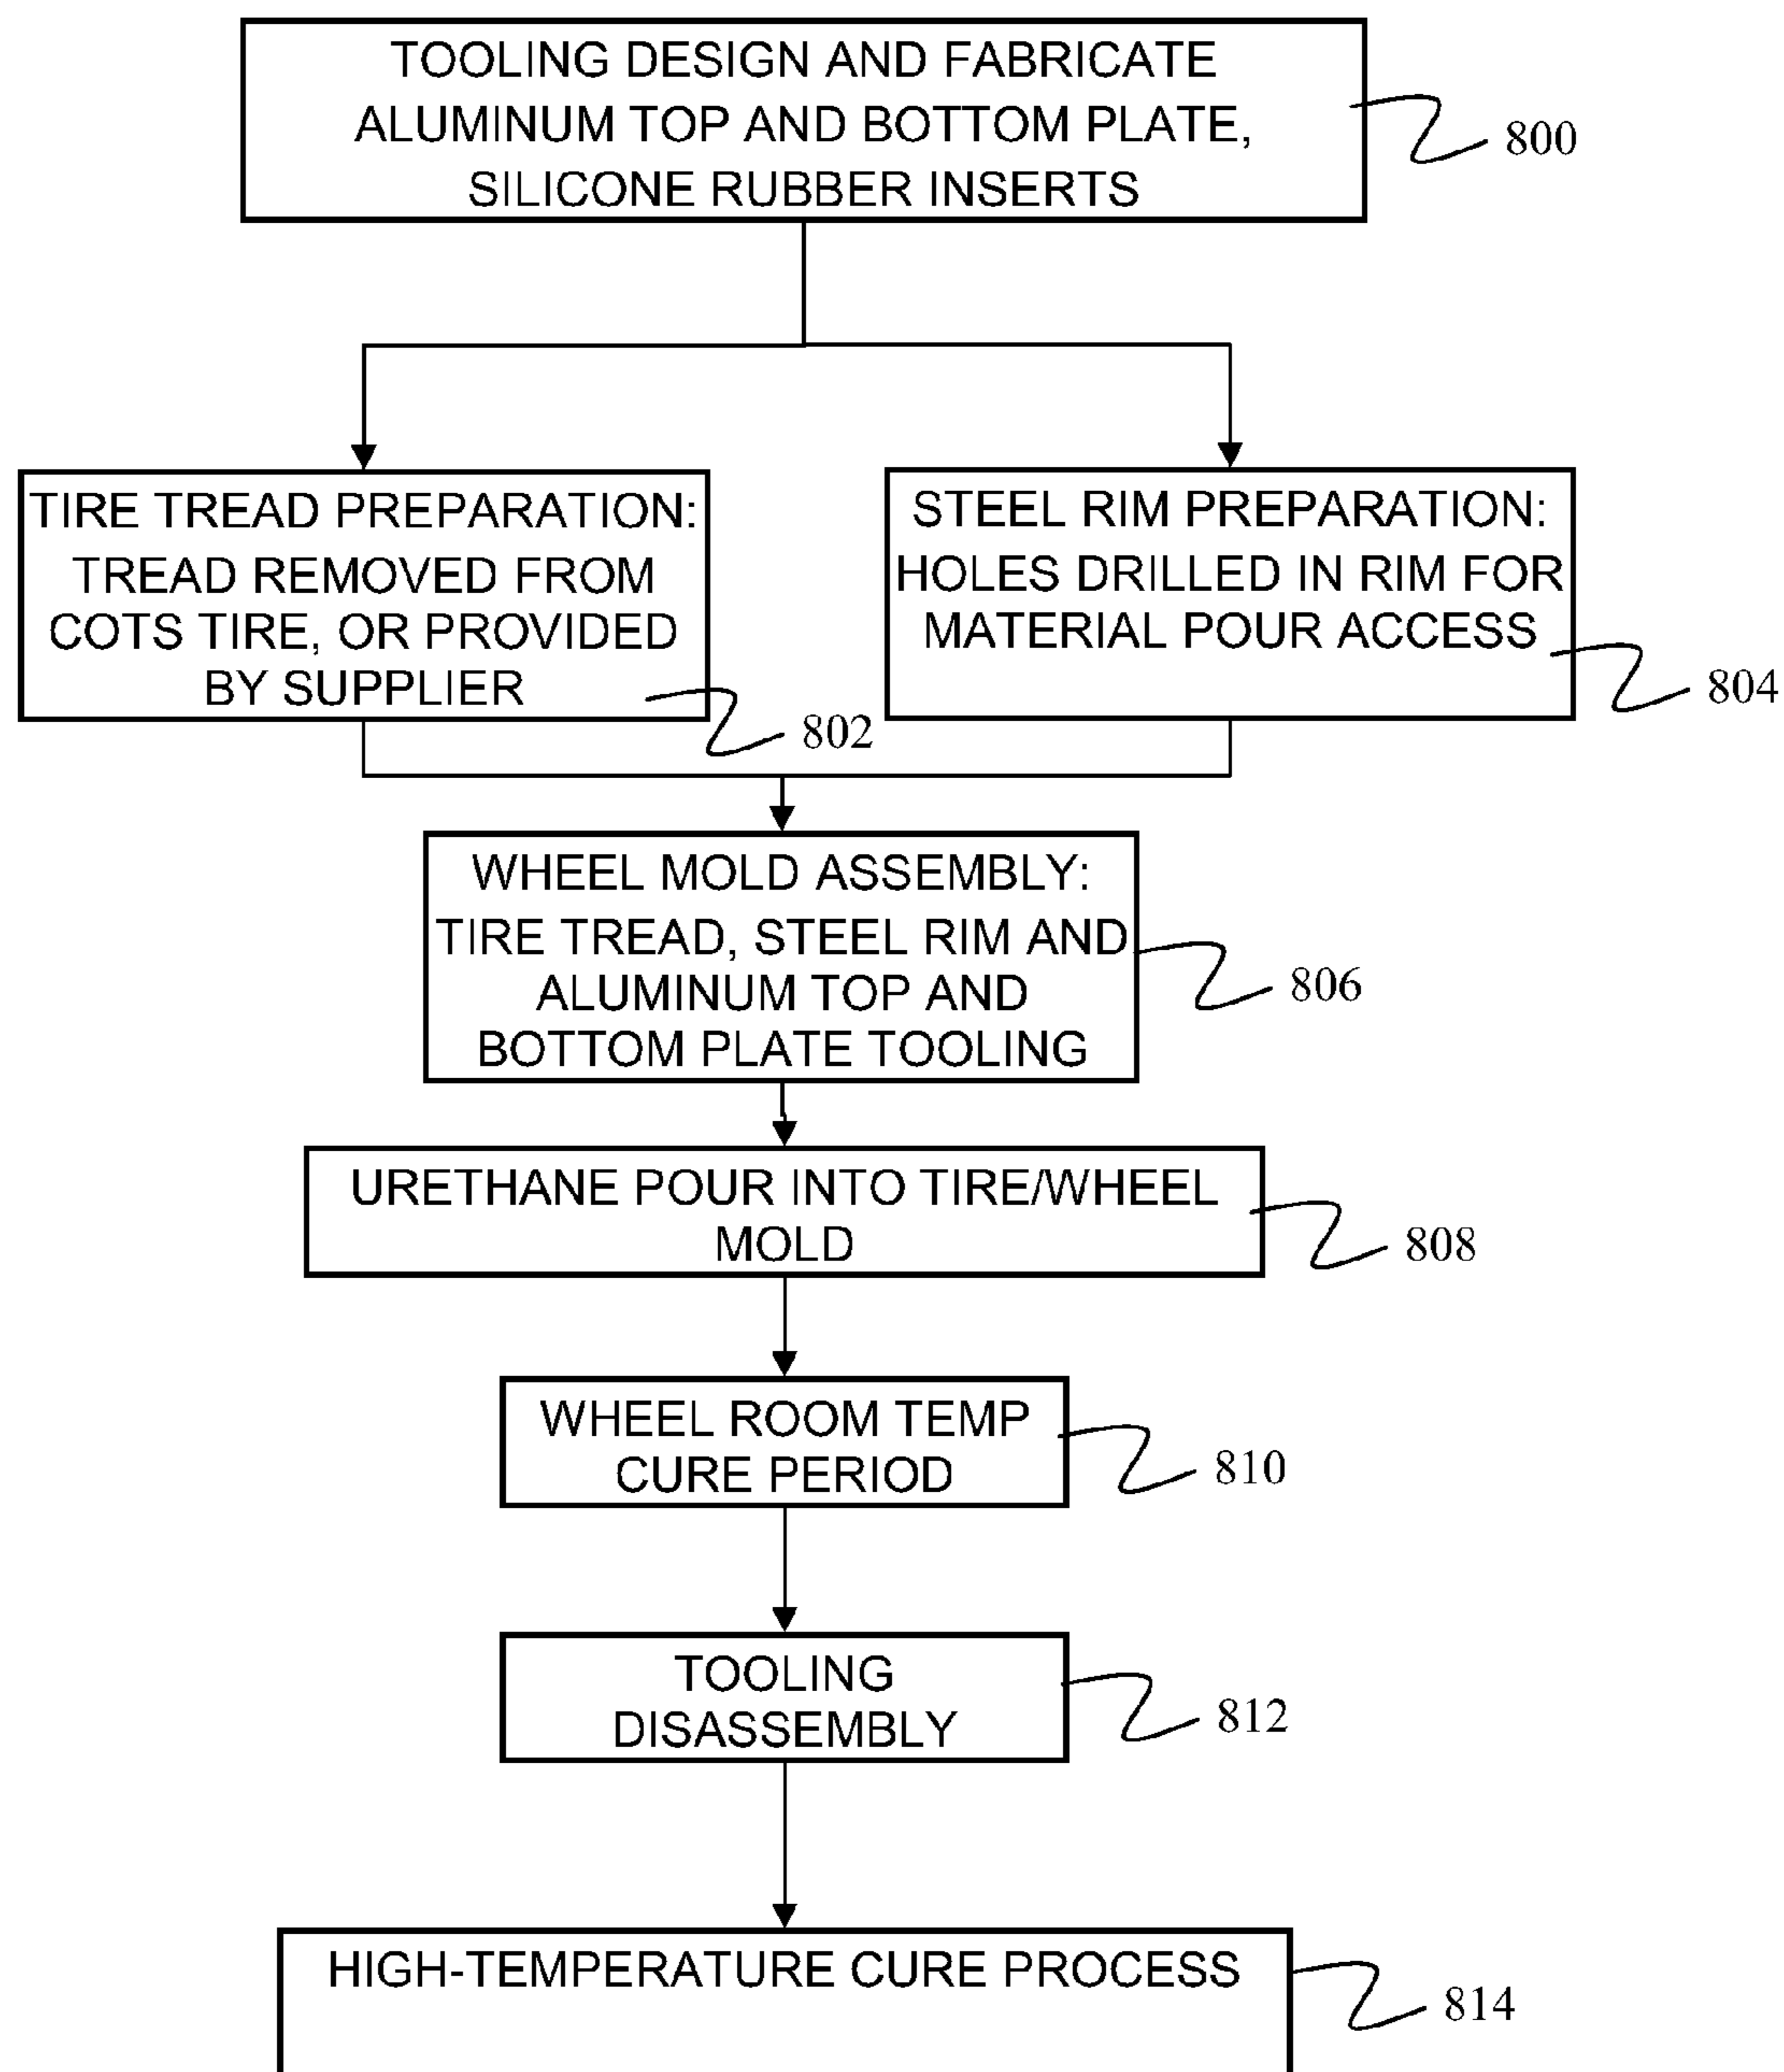 TOOLING DESIGN AND FABRICATE
ALUMINUM TOP AND BOTTOM PLATE,
SILICONE RUBBER INSERTS
800
TIRE TREAD PREPARATION:
TREAD REMOVED FROM
COTS TIRE, OR PROVIDED
BY SUPPLIER
802
STEEL RIM PREPARATION:
HOLES DRILLED IN RIM FOR
MATERIAL POUR ACCESS
804
WHEEL MOLD ASSEMBLY:
TIRE TREAD, STEEL RIM AND
ALUMINUM TOP AND
BOTTOM PLATE TOOLING
806
URETHANE POUR INTO TIRE/WHEEL
MOLD
808
WHEEL ROOM TEMP
CURE PERIOD
810
TOOLING
DISASSEMBLY
812
HIGH-TEMPERATURE CURE PROCESS
814